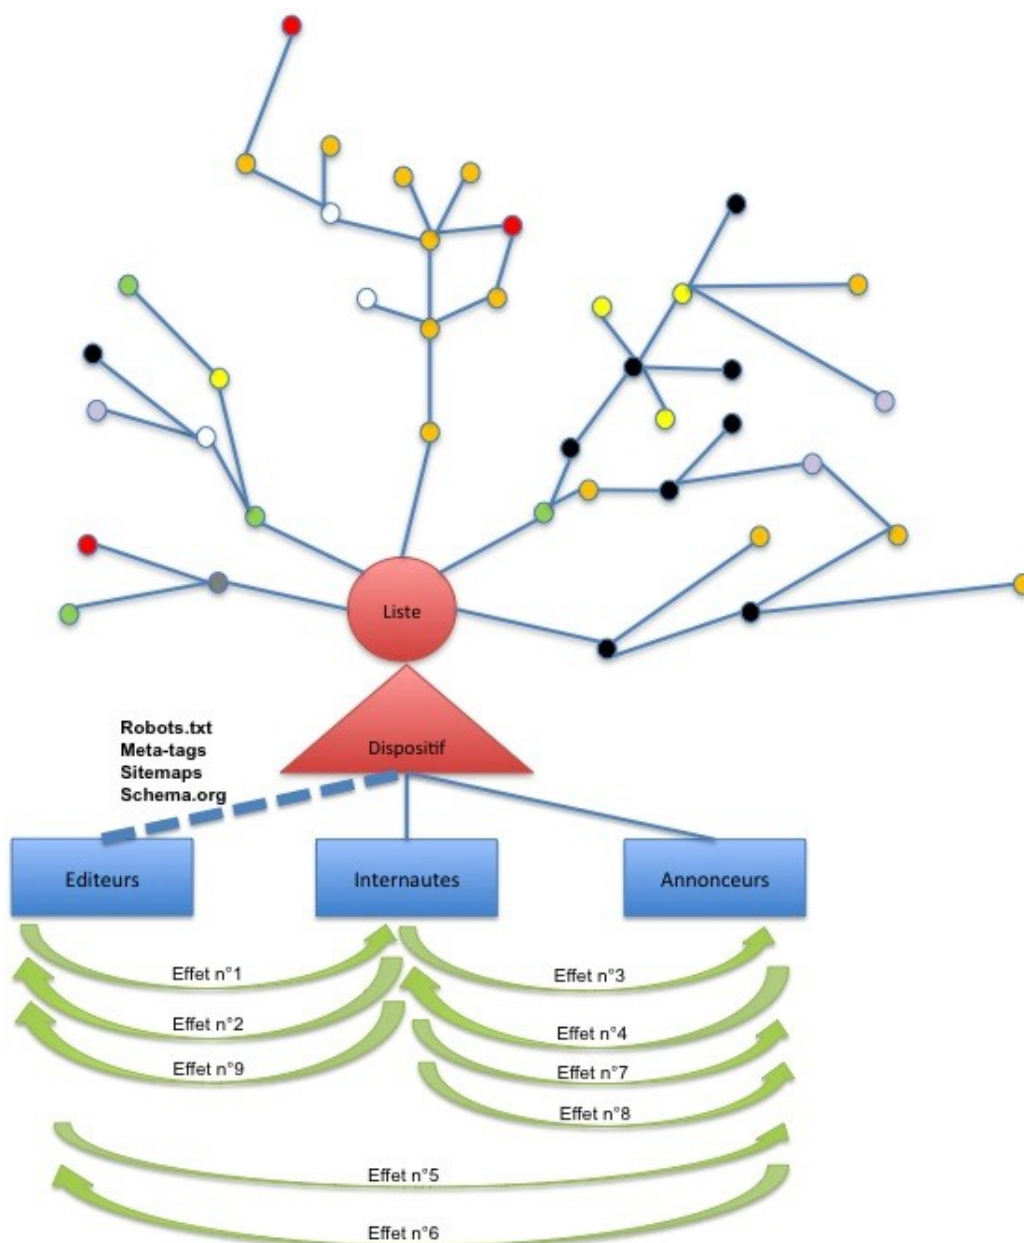 Liste
Dispositif
Robots.txt
Meta-tags
Sitemaps
Schema.org
Editeurs
Internautes
Annonceurs
Effet n°1
Effet n°3
Effet n°2
Effet n°4
Effet n°9
Effet n°7
Effet n°8
Effet n°5
Effet n°6